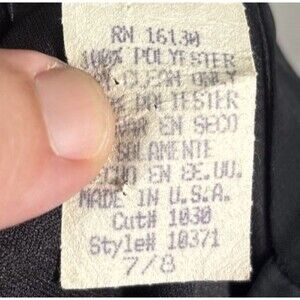 RN 16130
100% POLYESTER
CLEAN ONLY
POLIESTER
EN SECO
SOLAMENTE
HECHO EN EE.UU.
MADE IN U.S.A.
Cut# 1030
Style# 10371
7/8